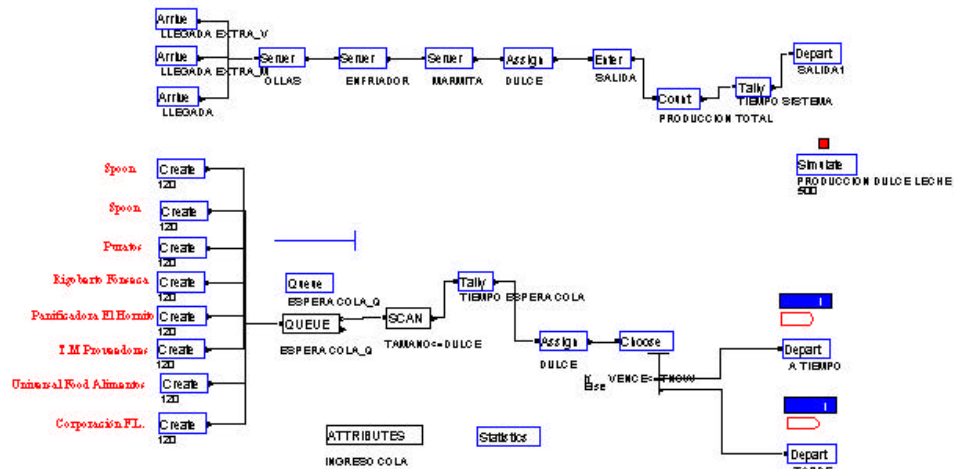 Arrive
LLEGADA EXTRA_V
Arrive
LLEGADA EXTRA_M
Arrive
LLEGADA
Server
OLLAS
Server
ENFRIADOR
Server
MARMITA
Assign
DULCE
Enter
SALIDA
Count
PRODUCCION TOTAL
Tally
TIEMPO SISTEMA
Depart
SALIDA1
Simulate
PRODUCCION DULCE LECHE
500
Spoon
Create
120
Spoon
Create
120
Puratos
Create
120
Rigoberto Fonseca
Create
120
Panificadora El Hornito
Create
120
T.M Proveedores
Create
120
Universal Food Alimentos
Create
120
Corporación F.L.
Create
120
Queue
ESPERA COLA_Q
QUEUE
ESPERA COLA_Q
SCAN
TAMANO<=DULCE
Tally
TIEMPO ESPERA COLA
Assign
DULCE
Choose
If
VENCE<
TNOW
Else
Depart
A TIEMPO
Depart
ATTRIBUTES
INGRESO COLA
Statistics